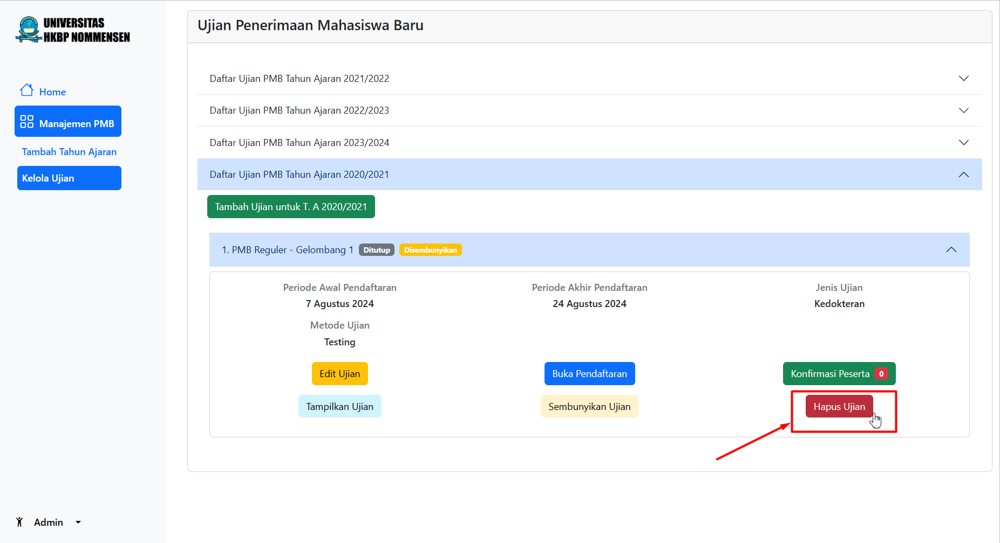 UNIVERSITAS
HKBP NOMMENSEN
Home
Manajemen PMB
Tambah Tahun Ajaran
Kelola Ujian
Admin
Ujian Penerimaan Mahasiswa Baru
Daftar Ujian PMB Tahun Ajaran 2021/2022
Daftar Ujian PMB Tahun Ajaran 2022/2023
Daftar Ujian PMB Tahun Ajaran 2023/2024
Daftar Ujian PMB Tahun Ajaran 2020/2021
Tambah Ujian untuk T. A 2020/2021
1. PMB Reguler - Gelombang 1 Ditutup Disembunyikan
Periode Awal Pendaftaran
7 Agustus 2024
Periode Akhir Pendaftaran
24 Agustus 2024
Jenis Ujian
Kedokteran
Metode Ujian
Testing
Edit Ujian
Buka Pendaftaran
Konfirmasi Peserta 0
Tampilkan Ujian
Sembunyikan Ujian
Hapus Ujian